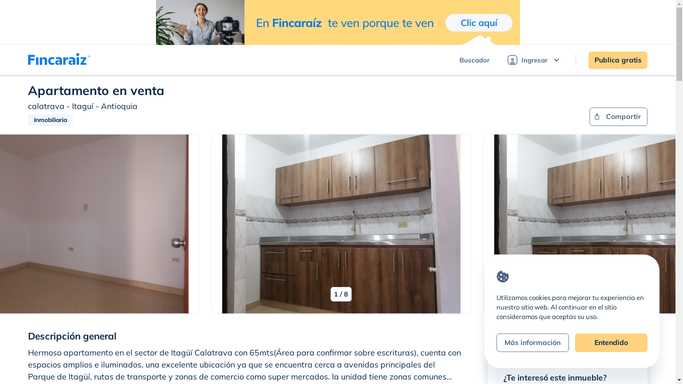 En Fincaraíz te ven porque te ven
Clic aquí
Fincaraiz
Buscador
Ingresar
Publica gratis
Apartamento en venta
calatrava - Itaguí - Antioquia
Inmobiliaria
Compartir
1 / 8
Utilizamos cookies para mejorar tu experiencia en
nuestro sitio web. Al continuar en el sitio
consideramos que aceptas su uso.
Más información
Entendido
Descripción general
Hermoso apartamento en el sector de Itagüí Calatrava con 65mts(Área para confirmar sobre escrituras), cuenta con
espacios amplios e iluminados, una excelente ubicación ya que se encuentra cerca a avenidas principales del
Parque de Itagüí, rutas de transporte y zonas de comercio como super mercados. la unidad tiene zonas comunes...
¿Te interesó este inmueble?